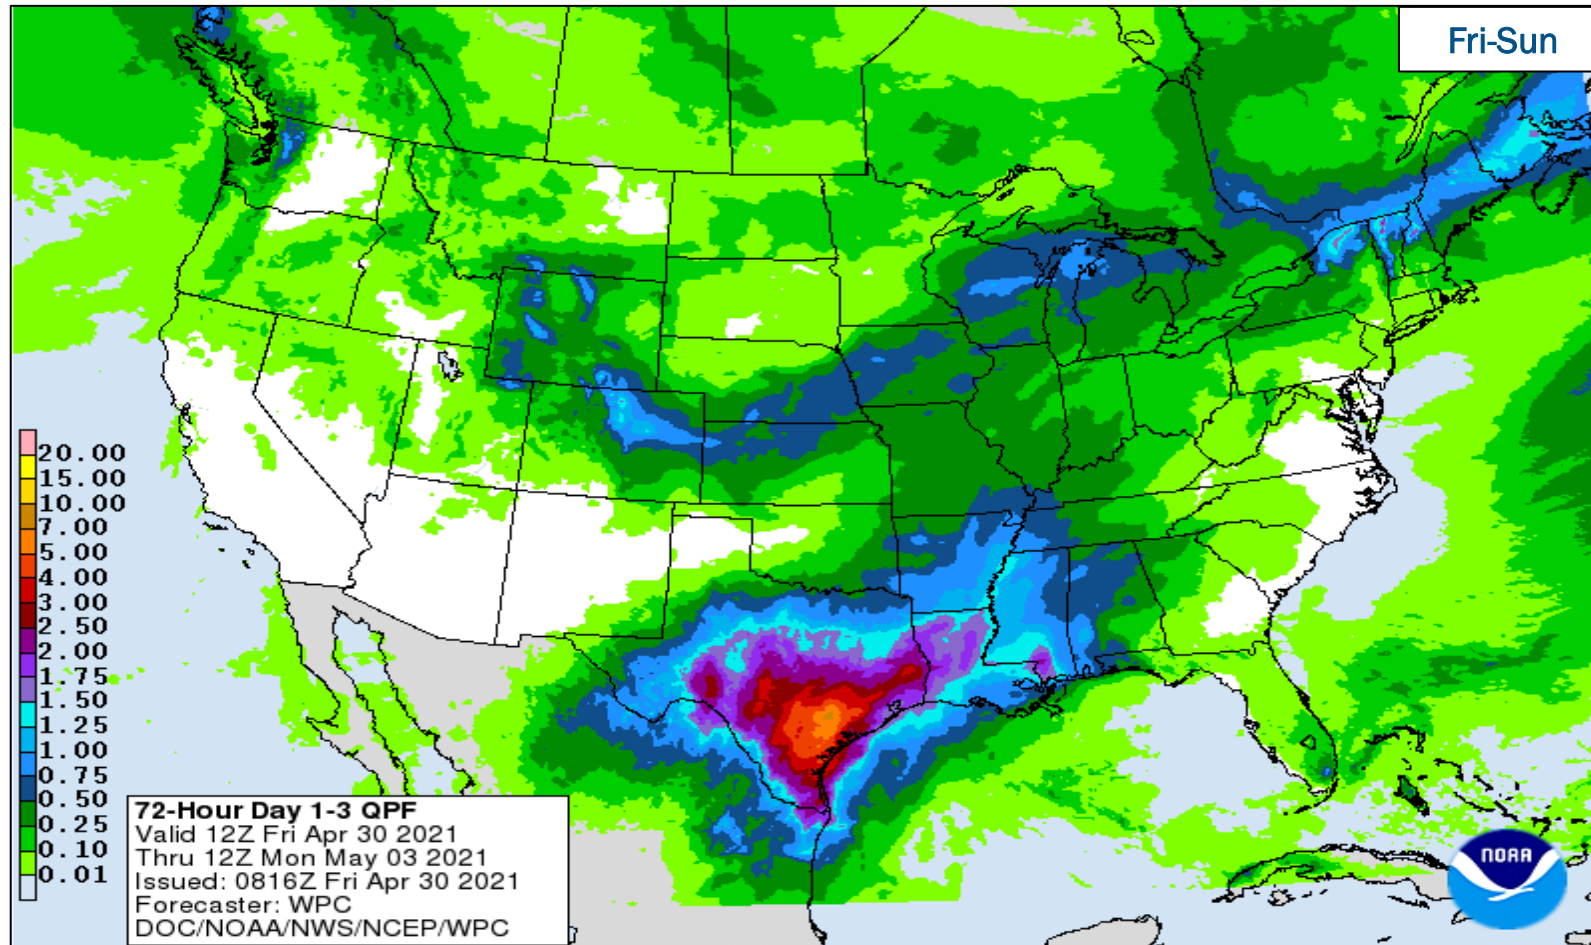 Fri-Sun
20.00
15.00
10.00
7.00
5.00
4.00
3.00
2.50
2.00
1.75
1.50
1.25
1.00
0.75
0.50
0.25
0.10
0.01
72-Hour Day 1-3 QPF
Valid 12Z Fri Apr 30 2021
Thru 12Z Mon May 03 2021
Issued: 0816Z Fri Apr 30 2021
Forecaster: WPC
DOC/NOAA/NWS/NCEP/WPC
NOAA